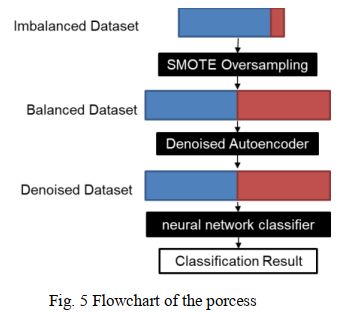 Imbalanced Dataset
SMOTE Oversampling
Balanced Dataset
Denoised Autoencoder
Denoised Dataset
neural network classifier
Classification Result
Fig. 5 Flowchart of the porcess